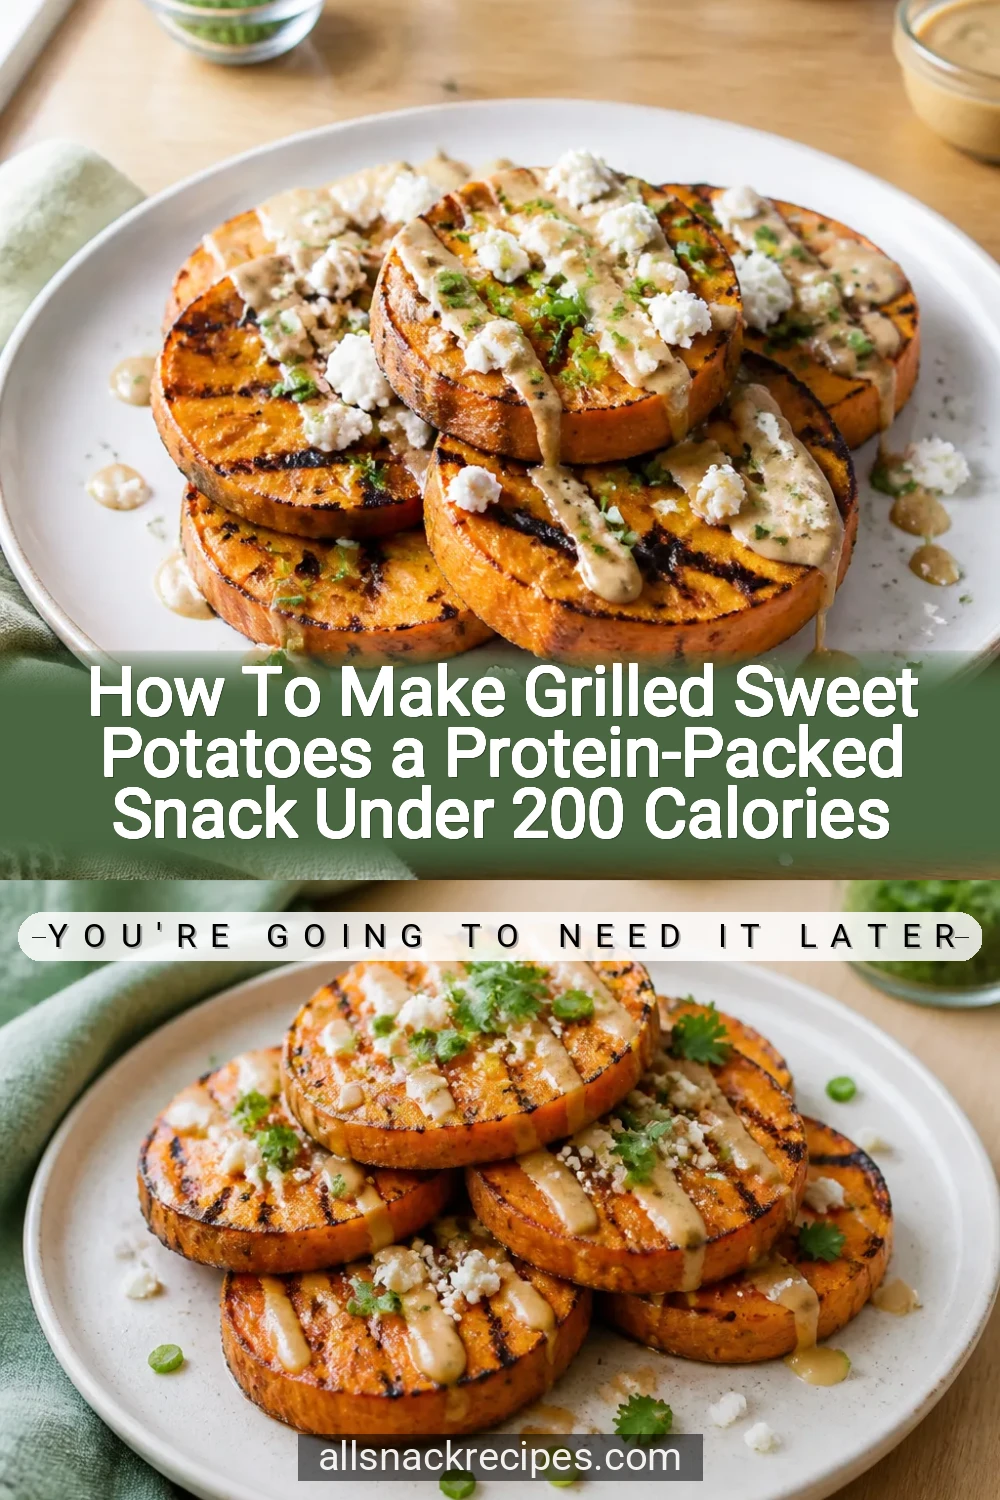 How To Make Grilled Sweet
Potatoes a Protein-Packed
Snack Under 200 Calories
-YOU'RE GOING TO NEED IT LATER-
allsnackrecipes.com